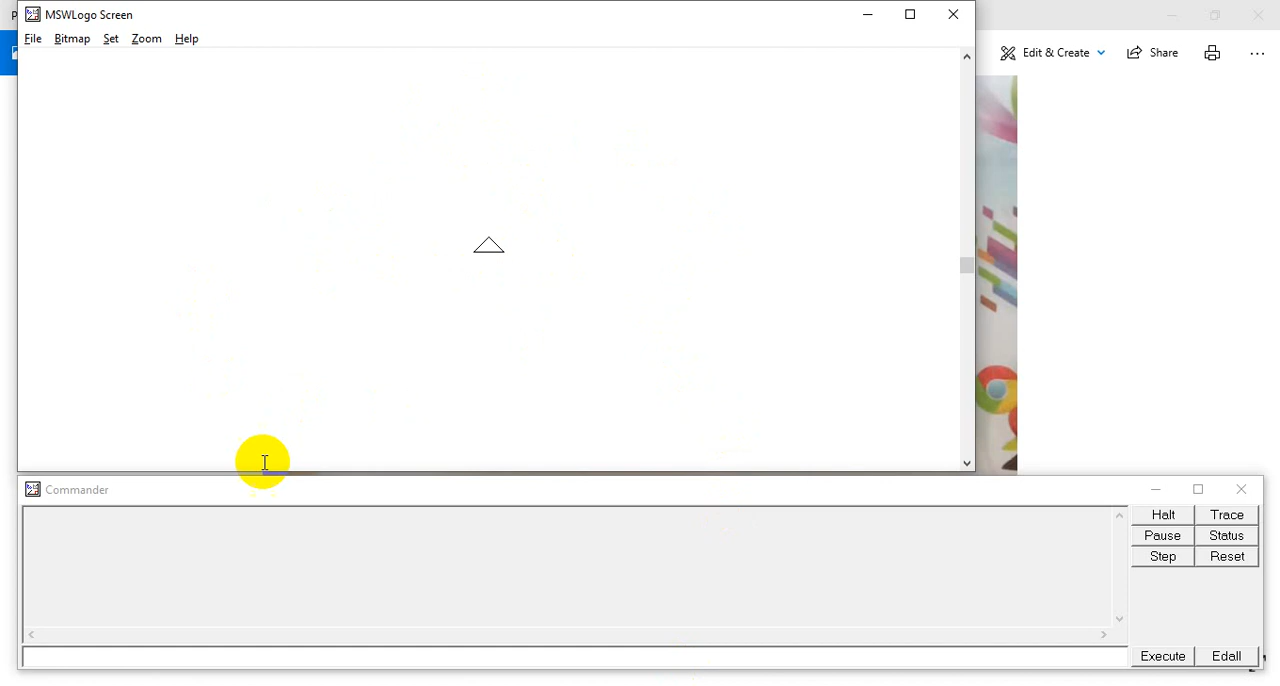 MSWLogo Screen
File Bitmap Set Zoom Help
Edit & Create Share
Commander
Halt Trace
Pause Status
Step Reset
Execute Edall